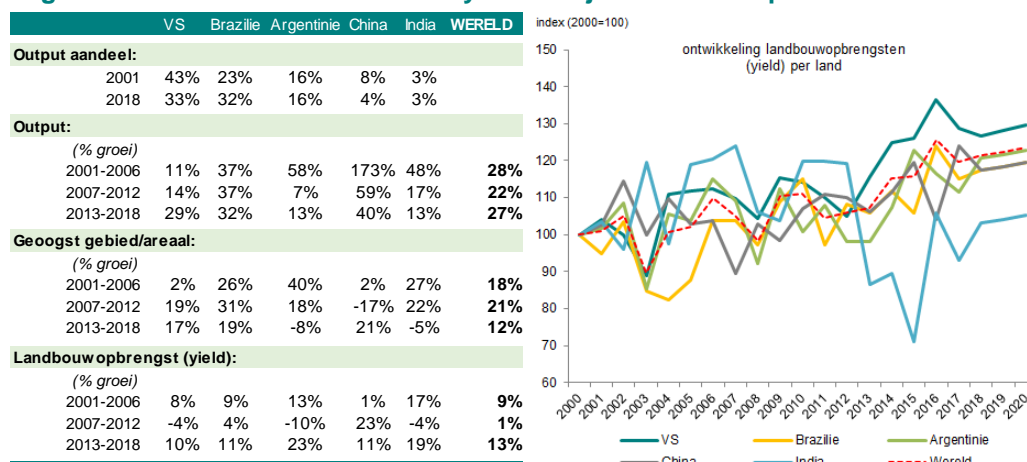 VS Brazilie Argentinie China India WERELD
Output aandeel:
2001 43% 23% 16% 8% 3%
2018 33% 32% 16% 4% 3%
Output:
(% groei)
2001-2006 11% 37% 58% 173% 48% 28%
2007-2012 14% 37% 7% 59% 17% 22%
2013-2018 29% 32% 13% 40% 13% 27%
Geoogst gebied/areaal:
(% groei)
2001-2006 2% 26% 40% 2% 27% 18%
2007-2012 19% 31% 18% -17% 22% 21%
2013-2018 17% 19% -8% 21% -5% 12%
Landbouwopbrengst (yield):
(% groei)
2001-2006 8% 9% 13% 1% 17% 9%
2007-2012 -4% 4% -10% 23% -4% 1%
2013-2018 10% 11% 23% 11% 19% 13%
index (2000=100)
ontwikkeling landbouwopbrengsten
(yield) per land
150
140
130
120
110
100
90
80
70
60
2000 2001 2002 2003 2004 2005 2006 2007 2008 2009 2010 2011 2012 2013 2014 2015 2016 2017 2018 2019 2020
VS Brazilie Argentinie
China India Wereld